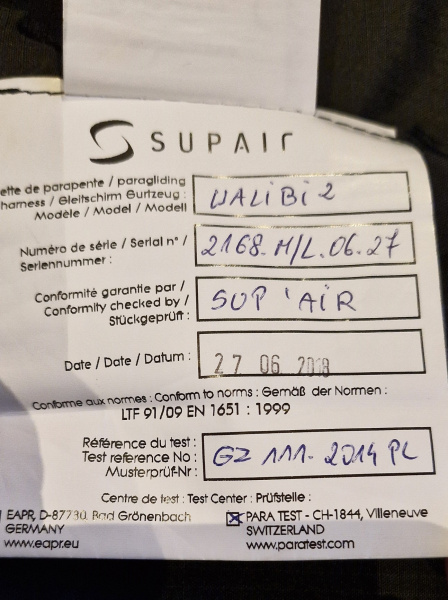 SUPAIR
ette de parapente / paragliding
harness / Gleitschirm Gurtzeug :
Modèle / Model / Modell
WALIBI 2
Numéro de série / Serial n° /
Seriennummer :
2168. M/L. 06. 27
Conformité garantie par /
Conformity checked by /
Stückgeprüft :
SUP'AIR
Date / Date / Datum :
27 06 2018
Conforme aux normes : Conform to norms : Gemäß der Normen :
LTF 91/09 EN 1651 : 1999
Référence du test :
Test reference No :
Musterprüf-Nr :
GZ 111- 2014 PL
Centre de test : Test Center : Prüfstelle :
EAPR, D-87730 Bad Grönenbach
GERMANY
www.eapr.eu
PARA TEST - CH-1844, Villeneuve
SWITZERLAND
www.paratest.com